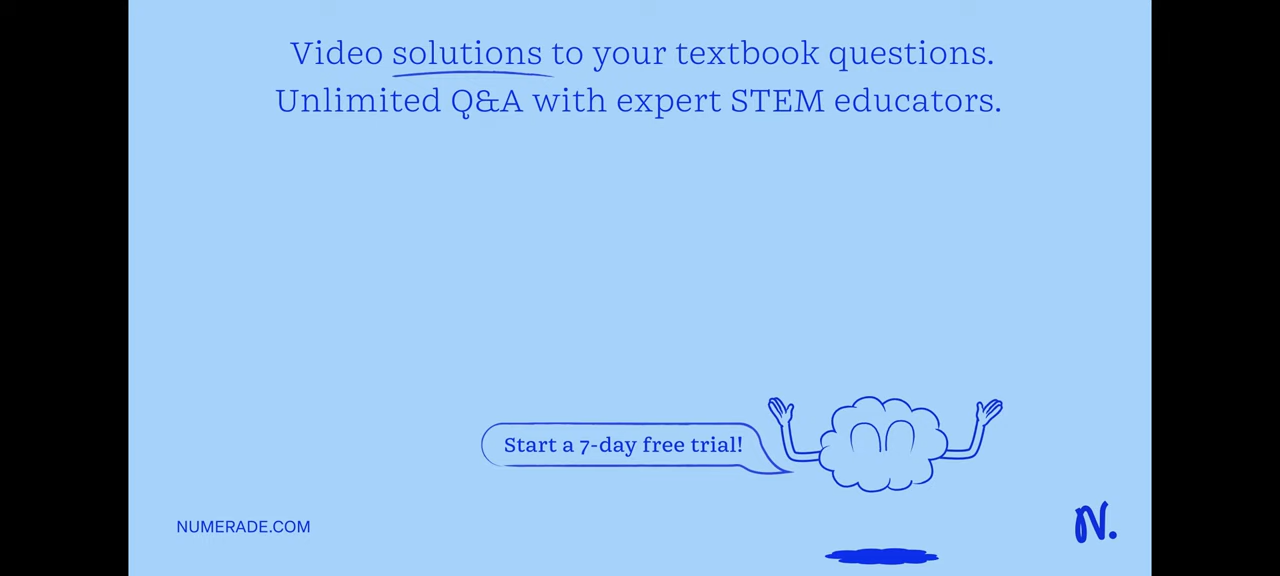 Video solutions to your textbook questions.
Unlimited Q&A with expert STEM educators.
Start a 7-day free trial!
NUMERADE.COM
N.